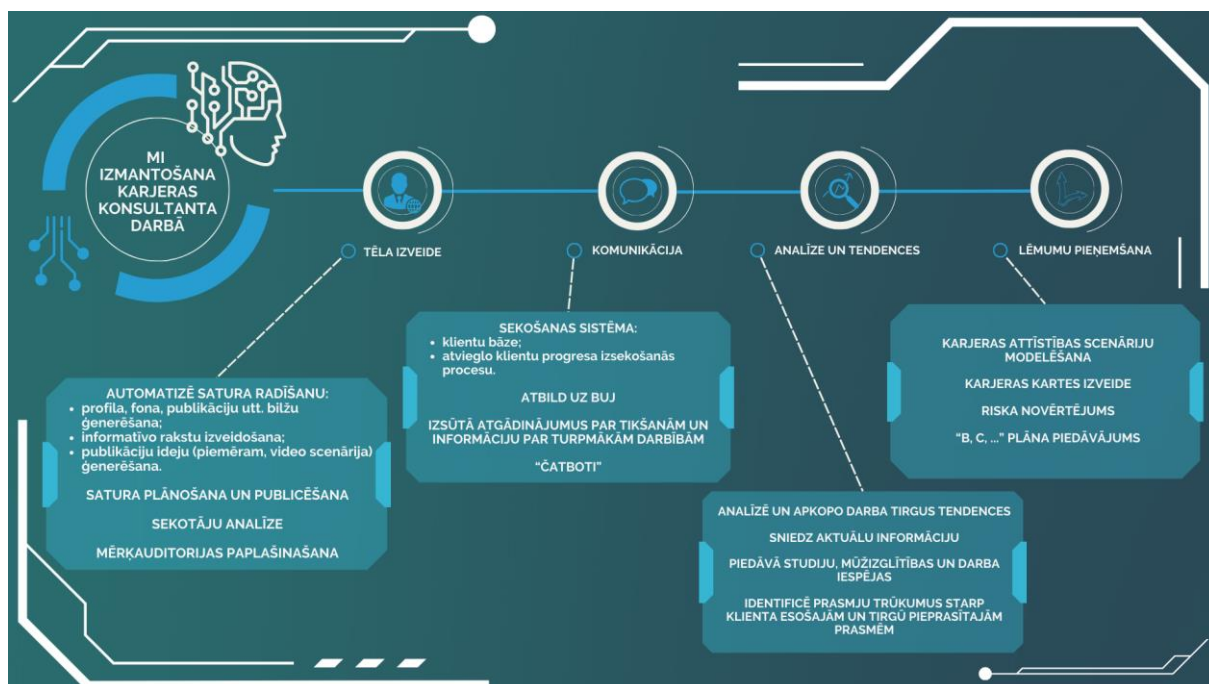 MI
IZMANTOŠANA
KARJERAS
KONSULTANTA
DARBĀ
TĒLA IZVEIDE
KOMUNIKĀCIJA
ANALĪZE UN TENDENCES
LĒMUMU PIEŅEMŠANA
AUTOMATIZĒ SATURA RADĪŠANU:
• profila, fona, publikāciju utt. bilžu
ģenerēšana;
• informatīvo rakstu izveidošana;
• publikāciju ideju (piemēram, video scenārija)
ģenerēšana.
SATURA PLĀNOŠANA UN PUBLICĒŠANA
SEKOTĀJU ANALĪZE
MĒRĶAUDITORIJAS PAPLAŠINAŠANA
SEKOŠANAS SISTĒMA:
• klientu bāze;
• atvieglo klientu progresa izsekošanās
procesu.
ATBILD UZ BUJ
IZSŪTĀ ATGĀDINĀJUMUS PAR TIKŠANĀM UN
INFORMĀCIJU PAR TURPMĀKĀM DARBĪBĀM
“ČATBOTI”
ANALĪZĒ UN APKOPO DARBA TIRGUS TENDENCES
SNIEDZ AKTUĀLU INFORMĀCIJU
PIEDĀVĀ STUDIJU, MŪŽIZGLĪTĪBAS UN DARBA
IESPĒJAS
IDENTIFICĒ PRASMJU TRŪKUMUS STARP
KLIENTA ESOŠAJĀM UN TIRGŪ PIEPRASĪTAJĀM
PRASMĒM
KARJERAS ATTĪSTĪBAS SCENĀRIJU
MODELĒŠANA
KARJERAS KARTES IZVEIDE
RISKA NOVĒRTĒJUMS
“B, C, ...” PLĀNA PIEDĀVĀJUMS